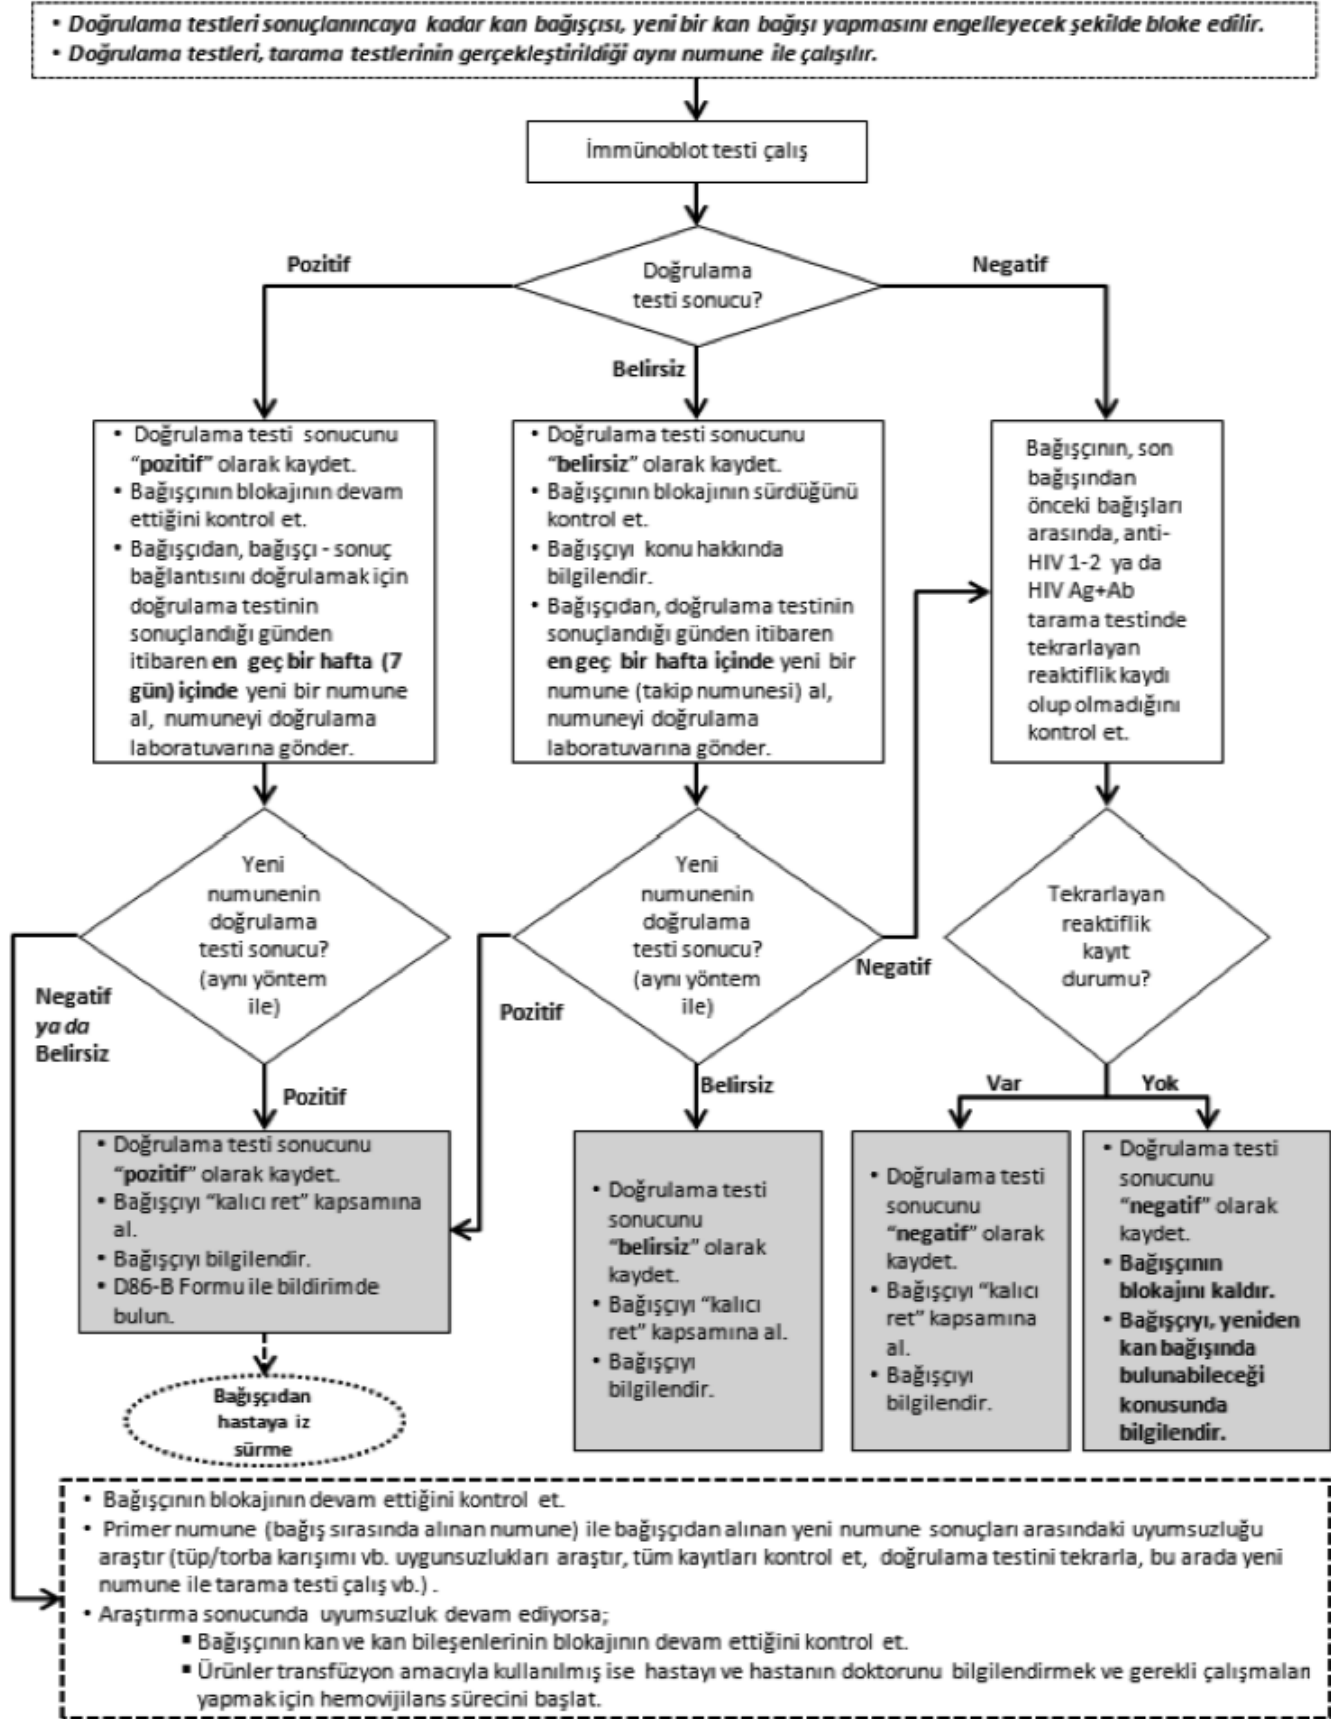 • Doğrulama testleri sonuçlanıncaya kadar kan bağışçısı, yeni bir kan bağışı yapmasını engelleyecek şekilde bloke edilir.
• Doğrulama testleri, tarama testlerinin gerçekleştirildiği aynı numune ile çalışılır.
İmmünoblot testi çalış
Doğrulama
testi sonucu?
Pozitif
Negatif
Belirsiz
• Doğrulama testi sonucunu
"pozitif" olarak kaydet.
• Bağışçının blokajının devam
ettiğini kontrol et.
• Bağışçıdan, bağışçı - sonuç
bağlantısını doğrulamak için
doğrulama testinin
sonuçlandığı günden
itibaren en geç bir hafta (7
gün) içinde yeni bir numune
al, numuneyi doğrulama
laboratuvarına gönder.
• Doğrulama testi sonucunu
"belirsiz" olarak kaydet.
• Bağışçının blokajının sürdüğünü
kontrol et.
• Bağışçıyı konu hakkında
bilgilendir.
• Bağışçıdan, doğrulama testinin
sonuçlandığı günden itibaren
en geç bir hafta içinde yeni bir
numune (takip numunesi) al,
numuneyi doğrulama
laboratuvarına gönder.
Bağışçının, son
bağışından
önceki bağışları
arasında, anti-
HIV 1-2 ya da
HIV Ag+Ab
tarama testinde
tekrarlayan
reaktiflik kaydı
olup olmadığını
kontrol et.
Yeni
numunenin
doğrulama
testi sonucu?
(aynı yöntem
ile)
Negatif
ya da
Belirsiz
Pozitif
Yeni
numunenin
doğrulama
testi sonucu?
(aynı yöntem
ile)
Pozitif
Negatif
Belirsiz
Tekrarlayan
reaktiflik
kayıt
durumu?
Var
Yok
• Doğrulama testi sonucunu
"pozitif" olarak kaydet.
• Bağışçıyı "kalıcı ret" kapsamına
al.
• Bağışçıyı bilgilendir.
• D86-B Formu ile bildirimde
bulun.
• Doğrulama testi
sonucunu
"belirsiz" olarak
kaydet.
• Bağışçıyı "kalıcı
ret" kapsamına al.
• Bağışçıyı
bilgilendir.
• Doğrulama testi
sonucunu
"negatif" olarak
kaydet.
• Bağışçıyı "kalıcı
ret" kapsamına
al.
• Bağışçıyı
bilgilendir.
• Doğrulama testi
sonucunu
"negatif" olarak
kaydet.
• Bağışçının
blokajını kaldır.
• Bağışçıyı, yeniden
kan bağışında
bulunabileceği
konusunda
bilgilendir.
Bağışçıdan
hastaya iz
sürme
• Bağışçının blokajının devam ettiğini kontrol et.
• Primer numune (bağış sırasında alınan numune) ile bağışçıdan alınan yeni numune sonuçları arasındaki uyumsuzluğu
araştır (tüp/torba karışımı vb. uygunsuzlukları araştır, tüm kayıtları kontrol et, doğrulama testini tekrarla, bu arada yeni
numune ile tarama testi çalış vb.) .
• Araştırma sonucunda uyumsuzluk devam ediyorsa;
▪ Bağışçının kan ve kan bileşenlerinin blokajının devam ettiğini kontrol et.
▪ Ürünler transfüzyon amacıyla kullanılmış ise hastayı ve hastanın doktorunu bilgilendirmek ve gerekli çalışmaları
yapmak için hemovijilans sürecini başlat.